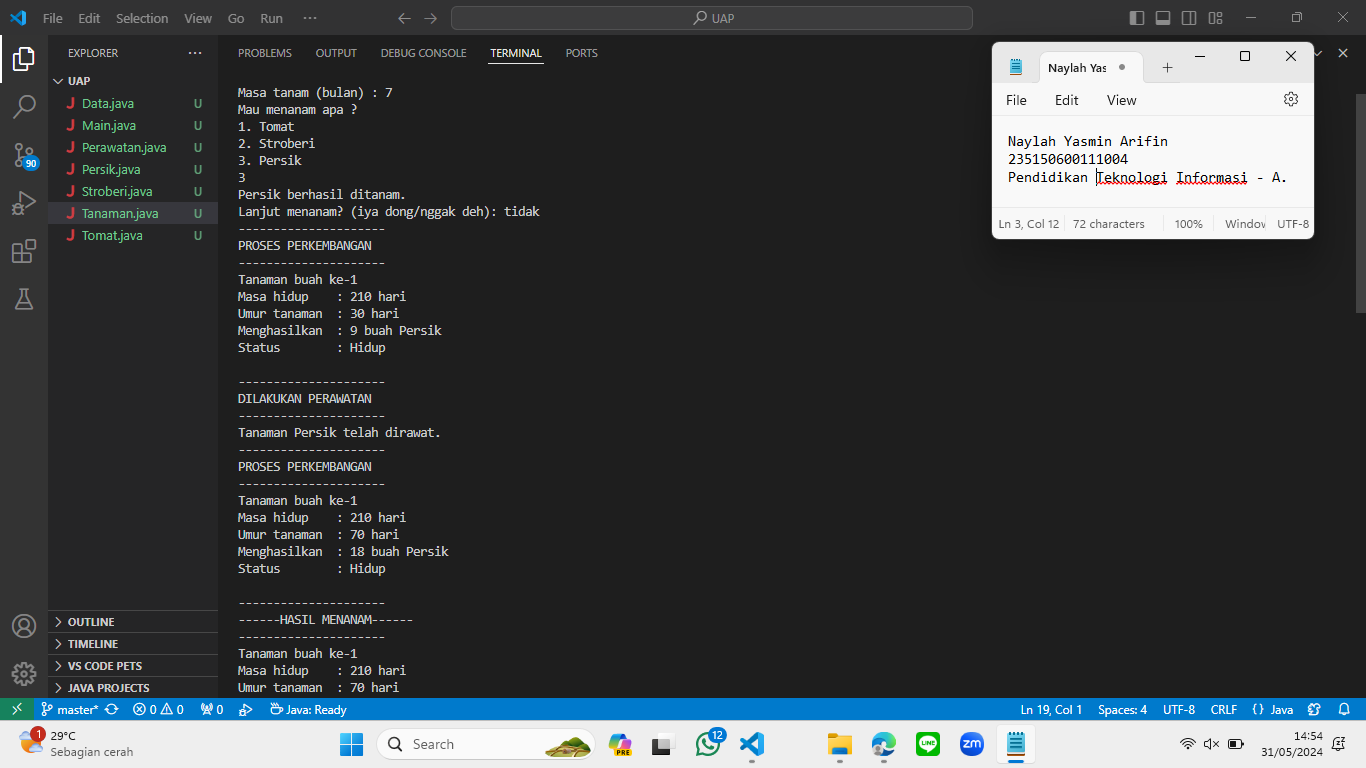 File Edit Selection View Go Run ··· UAP
EXPLORER ···
UAP
Data.java U
Main.java U
Perawatan.java U
Persik.java U
Stroberi.java U
Tanaman.java U
Tomat.java U
90
OUTLINE
TIMELINE
VS CODE PETS
JAVA PROJECTS
PROBLEMS OUTPUT DEBUG CONSOLE TERMINAL PORTS
Masa tanam (bulan) : 7
Mau menanam apa ?
1. Tomat
2. Stroberi
3. Persik
3
Persik berhasil ditanam.
Lanjut menanam? (iya dong/nggak deh): tidak
---------------------
PROSES PERKEMBANGAN
---------------------
Tanaman buah ke-1
Masa hidup    : 210 hari
Umur tanaman  : 30 hari
Menghasilkan  : 9 buah Persik
Status        : Hidup
---------------------
DILAKUKAN PERAWATAN
---------------------
Tanaman Persik telah dirawat.
---------------------
PROSES PERKEMBANGAN
---------------------
Tanaman buah ke-1
Masa hidup    : 210 hari
Umur tanaman  : 70 hari
Menghasilkan  : 18 buah Persik
Status        : Hidup
---------------------
------HASIL MENANAM------
---------------------
Tanaman buah ke-1
Masa hidup    : 210 hari
Umur tanaman  : 70 hari
Naylah Yas
File Edit View
Naylah Yasmin Arifin
235150600111004
Pendidikan Teknologi Informasi - A.
Ln 3, Col 12 72 characters 100% Window UTF-8
master* 0 0 0 Java: Ready Ln 19, Col 1 Spaces: 4 UTF-8 CRLF {} Java
1 29°C
Sebagian cerah
Search
PRE
12
LINE
zm
14:54
31/05/2024